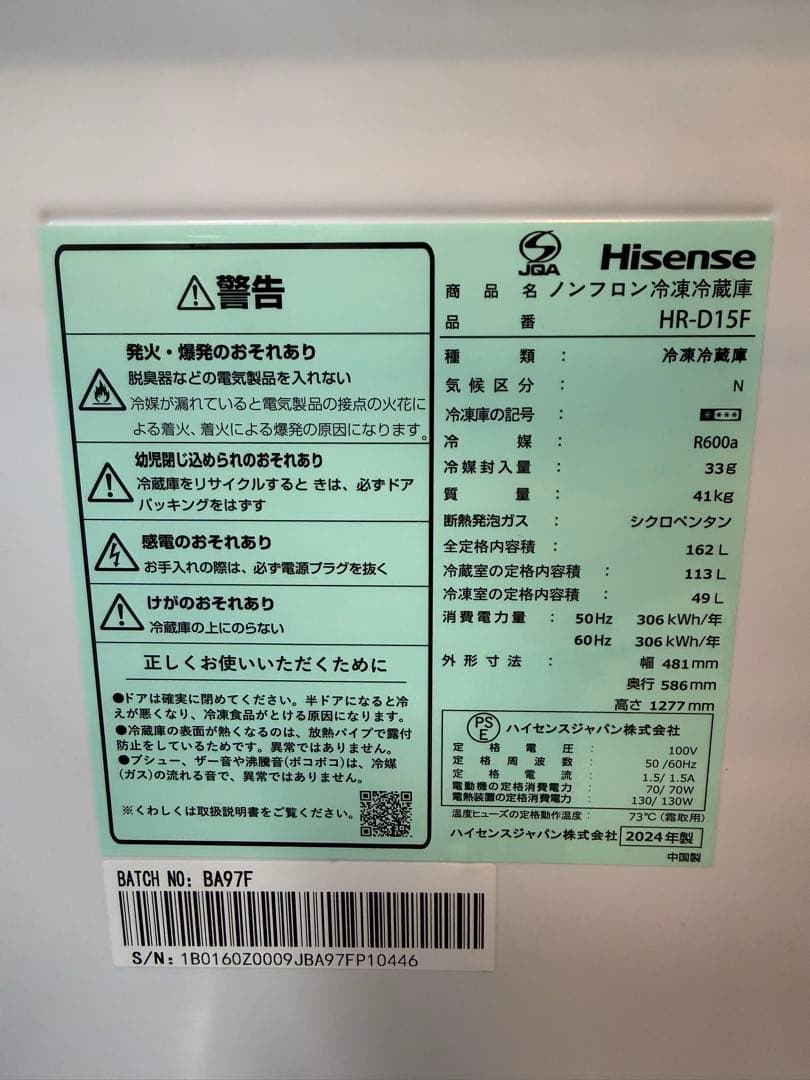 警告
発火・爆発のおそれあり
脱臭器などの電気製品を入れない
冷媒が漏れていると電気製品の接点の火花に
よる着火、着火による爆発の原因になります。
幼児閉じ込められのおそれあり
冷蔵庫をリサイクルすると きは、必ずドア
パッキングをはずす
感電のおそれあり
お手入れの際は、必ず電源プラグを抜く
けがのおそれあり
冷蔵庫の上にのらない
正しくお使いいただくために
●ドアは確実に閉めてください。半ドアになると冷
えが悪くなり、冷凍食品がとける原因になります。
●冷蔵庫の表面が熱くなるのは、放熱パイプで露付
防止をしているためです。異常ではありません。
●ブシュー、ザー音や沸騰音(ボコボコ)は、冷媒
(ガス)の流れる音で、異常ではありません。
※くわしくは取扱説明書をご覧ください。
JQA Hisense
商品名 ノンフロン冷凍冷蔵庫
品番 HR-D15F
種類 : 冷凍冷蔵庫
気候区分 : N
冷凍庫の記号 : * ***
冷媒 : R600a
冷媒封入量 : 33g
質量 : 41kg
断熱発泡ガス : シクロペンタン
全定格内容積 : 162 L
冷蔵室の定格内容積 : 113 L
冷凍室の定格内容積 : 49 L
消費電力量 : 50Hz 306 kWh/年
60Hz 306 kWh/年
外形寸法 : 幅 481mm
奥行 586mm
高さ 1277mm
PS E ハイセンスジャパン株式会社
定格電圧 : 100V
定格周波数 : 50 /60Hz
定格電流 : 1.5/ 1.5A
電動機の定格消費電力 : 70/ 70W
電熱装置の定格消費電力 : 130/ 130W
温度ヒューズの定格動作温度 : 73℃ (霜取用)
ハイセンスジャパン株式会社 2024年製
中国製
BATCH NO: BA97F
S/N: 1B0160Z0009JBA97FP10446